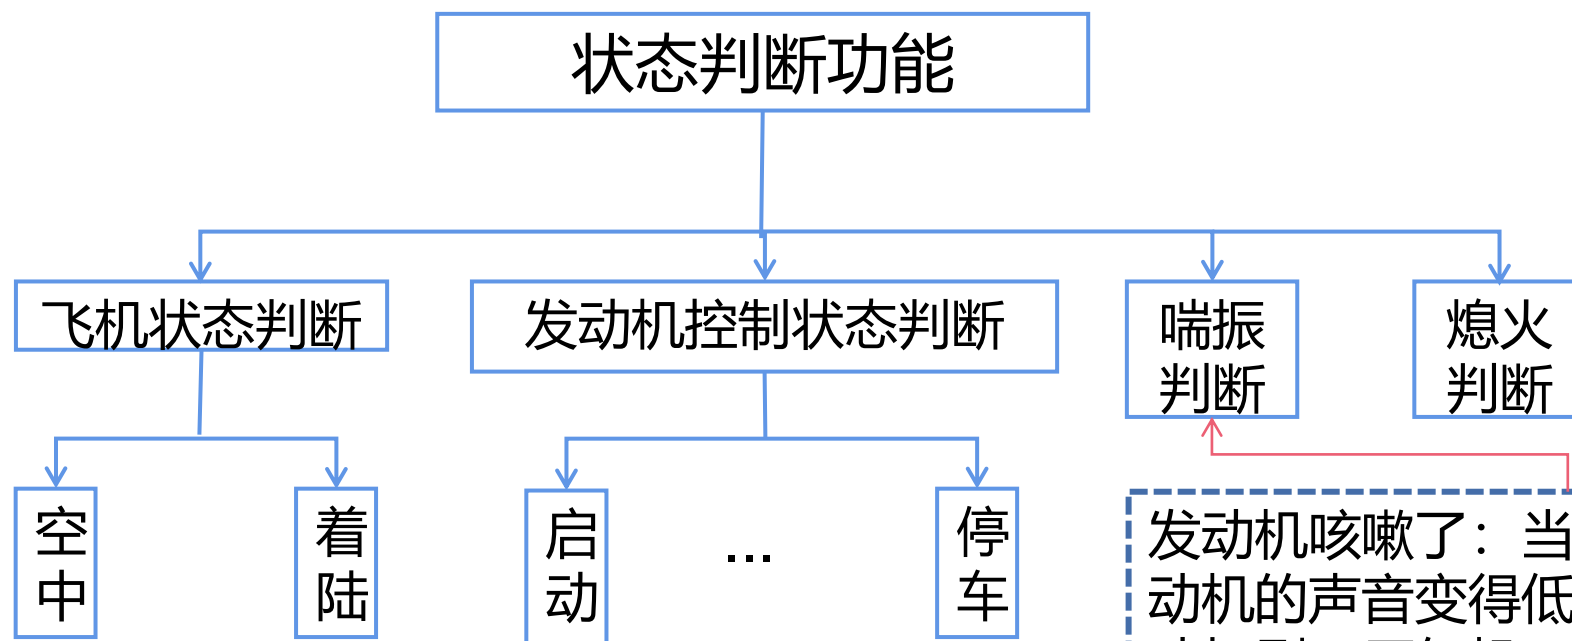 状态判断功能
飞机状态判断
发动机控制状态判断
喘振
判断
熄火
判断
空
中
着
陆
启
动
...
停
车
发动机咳嗽了：当
动机的声音变得低